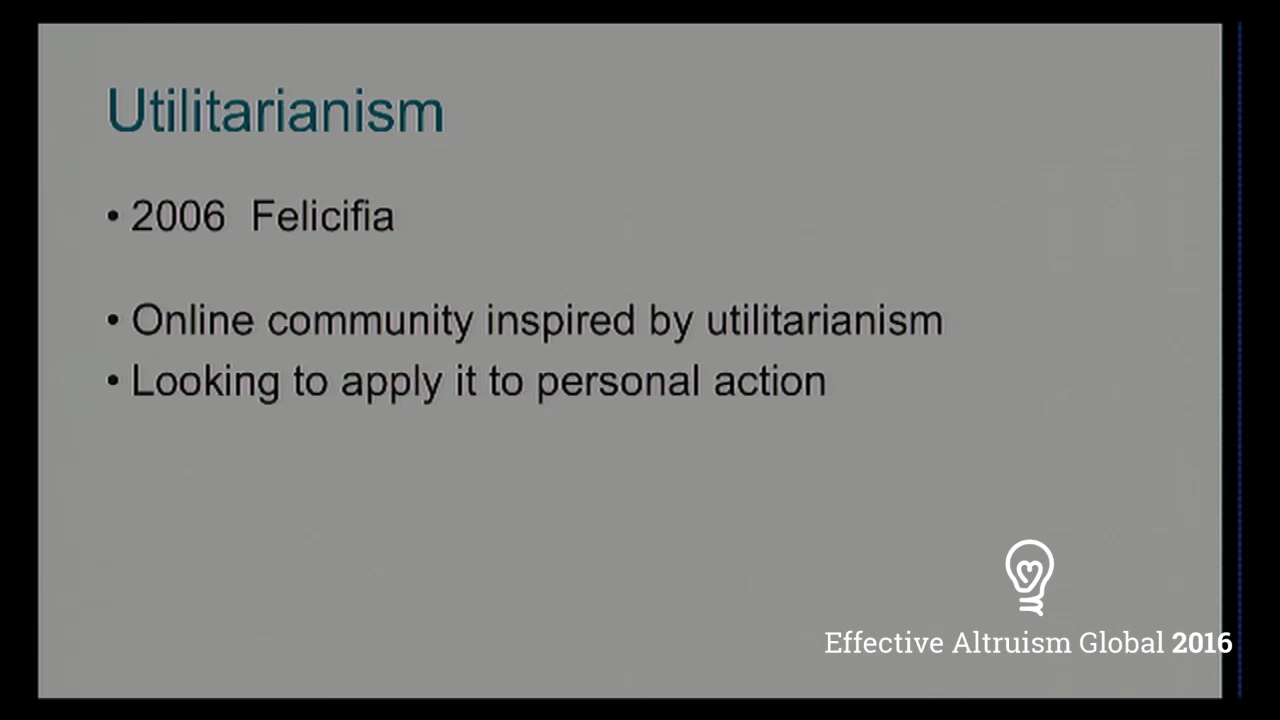 Utilitarianism
• 2006 Felicifia
• Online community inspired by utilitarianism
• Looking to apply it to personal action
Effective Altruism Global 2016